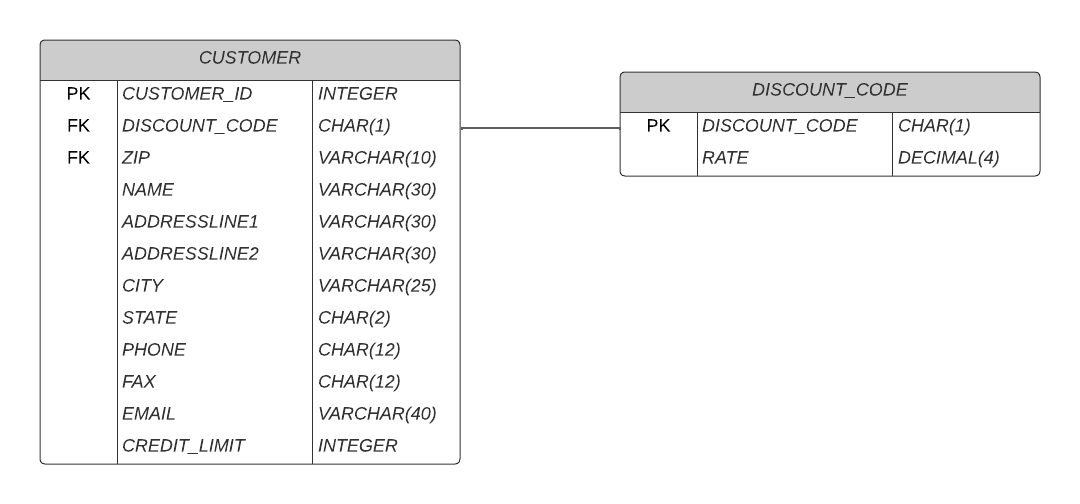 CUSTOMER
PK CUSTOMER_ID INTEGER
FK DISCOUNT_CODE CHAR(1)
FK ZIP VARCHAR(10)
NAME VARCHAR(30)
ADDRESSLINE1 VARCHAR(30)
ADDRESSLINE2 VARCHAR(30)
CITY VARCHAR(25)
STATE CHAR(2)
PHONE CHAR(12)
FAX CHAR(12)
EMAIL VARCHAR(40)
CREDIT_LIMIT INTEGER
DISCOUNT_CODE
PK DISCOUNT_CODE CHAR(1)
RATE DECIMAL(4)